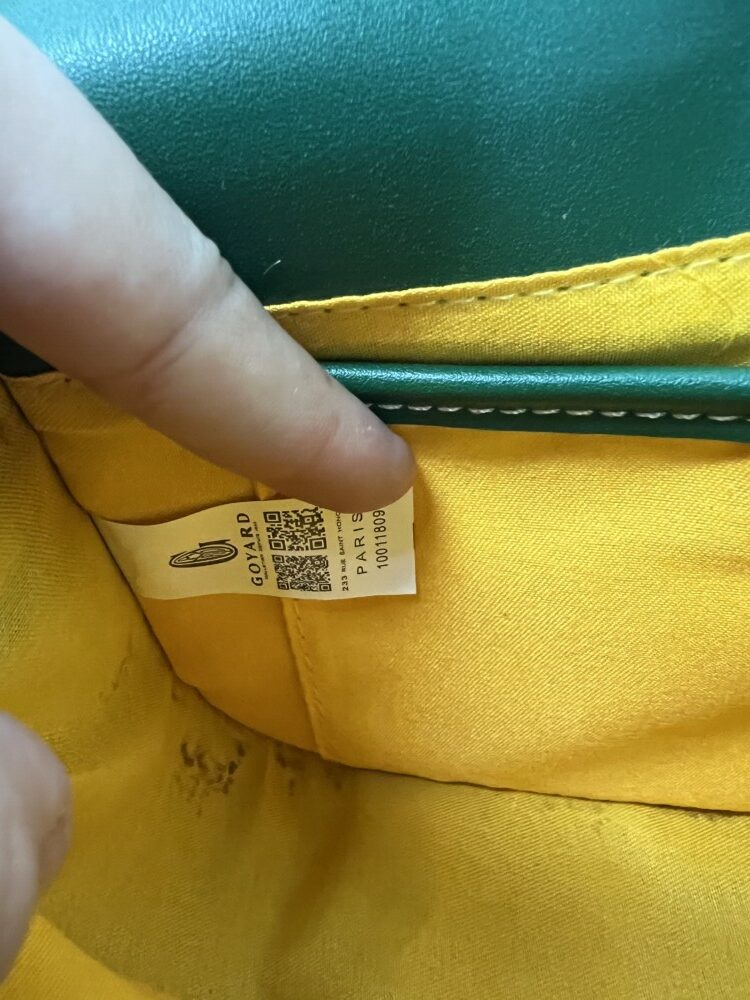 GOYARD
233 RUE SAINT HONO
PARIS
10011809